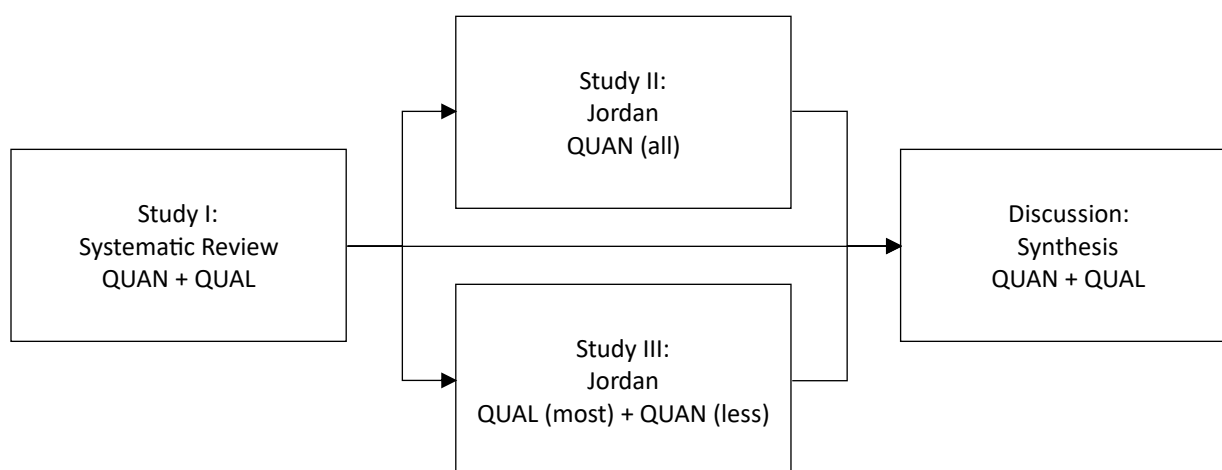 Study I:
Systematic Review
QUAN + QUAL
Study II:
Jordan
QUAN (all)
Study III:
Jordan
QUAL (most) + QUAN (less)
Discussion:
Synthesis
QUAN + QUAL